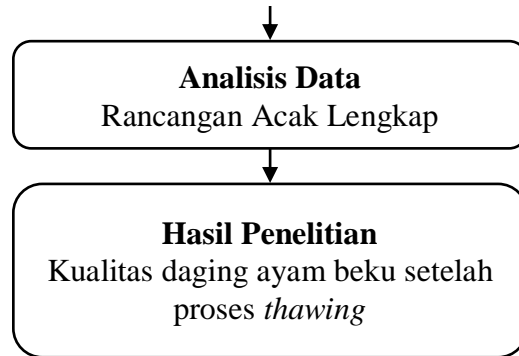 Analisis Data
Rancangan Acak Lengkap
Hasil Penelitian
Kualitas daging ayam beku setelah
proses thawing